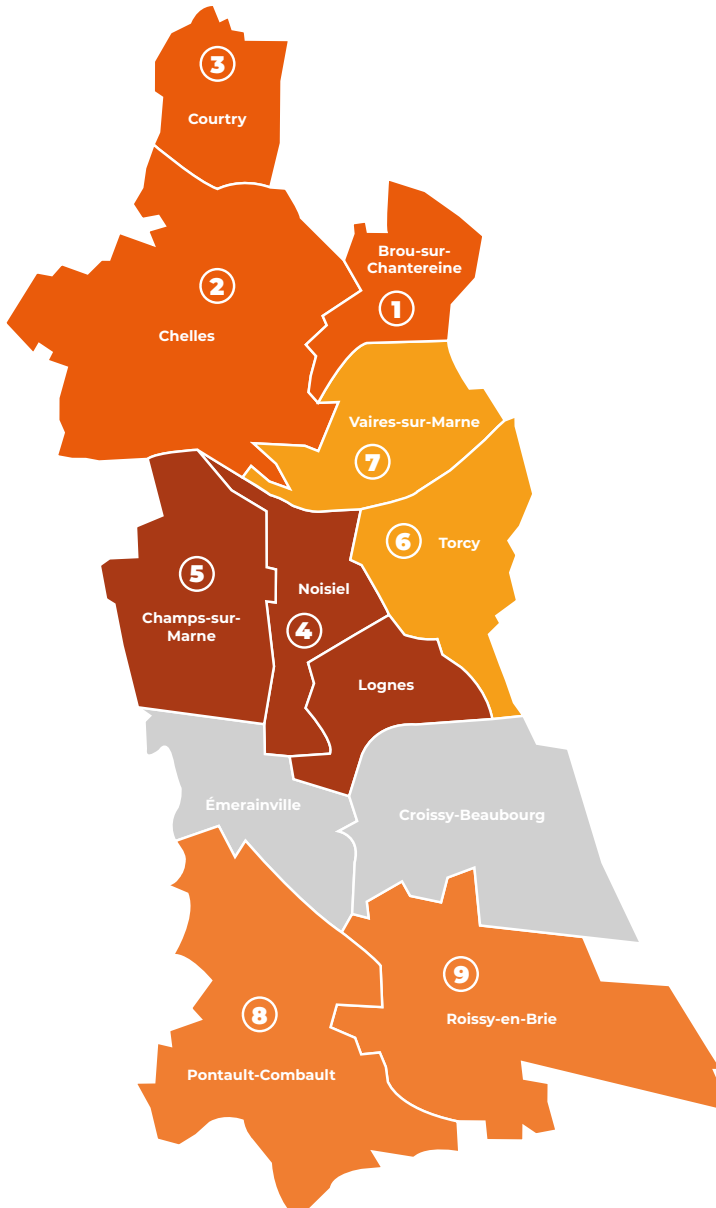 3
Courtry
Brou-sur-
Chantereine
1
2
Chelles
Vaires-sur-Marne
7
6
Torcy
5
Champs-sur-
Marne
Noisiel
4
Lognes
Émerainville
Croissy-Beaubourg
9
Roissy-en-Brie
8
Pontault-Combault